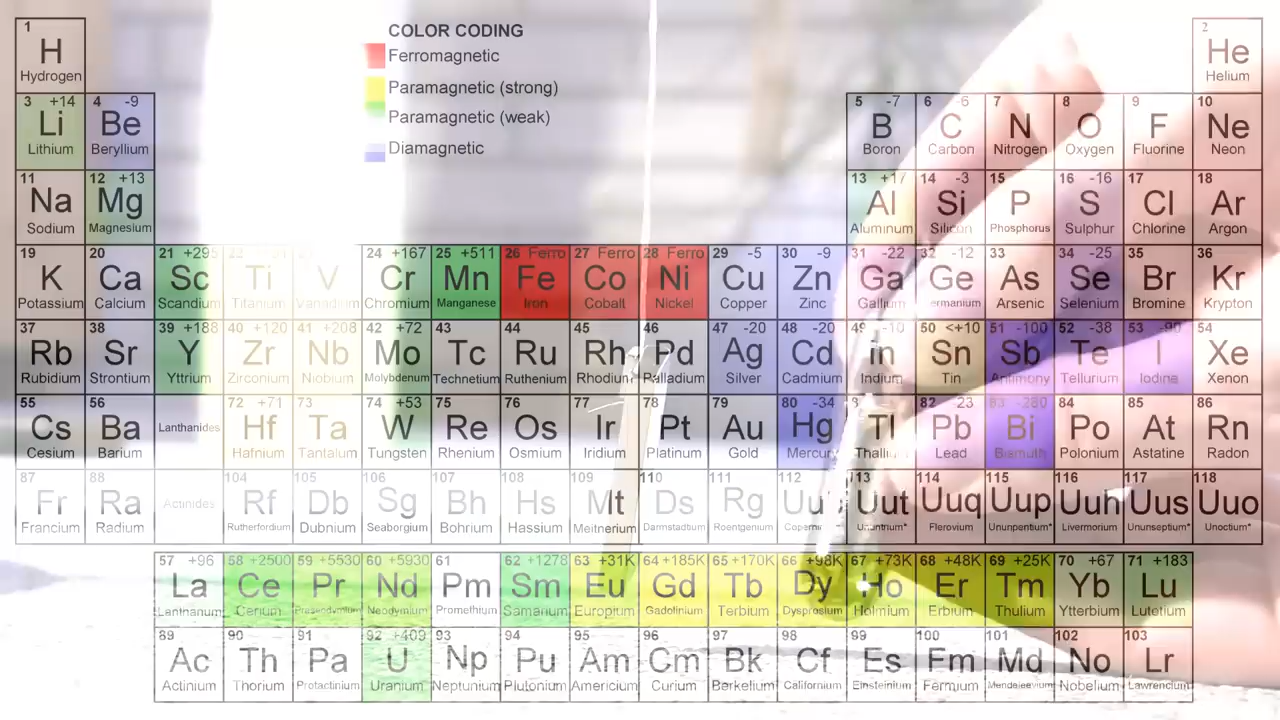 COLOR CODING
Ferromagnetic
Paramagnetic (strong)
Paramagnetic (weak)
Diamagnetic
1
H
Hydrogen
2
He
Helium
3 +14 4 -9 5 -7 6 -6 7 8 9 10
Li Be B C N O F Ne
Lithium Beryllium Boron Carbon Nitrogen Oxygen Fluorine Neon
11 12 +13 13 +17 14 -3 15 16 -16 17 18
Na Mg Al Si P S Cl Ar
Sodium Magnesium Aluminum Silicon Phosphorus Sulphur Chlorine Argon
19 20 21 +295 24 +167 25 +511 26 Ferro 27 Ferro 28 Ferro 29 -5 30 -9 31 -22 32 -12 33 34 -25 35 36
K Ca Sc Ti V Cr Mn Fe Co Ni Cu Zn Ga Ge As Se Br Kr
Potassium Calcium Scandium Titanium Vanadium Chromium Manganese Iron Cobalt Nickel Copper Zinc Gallium ermanium Arsenic Selenium Bromine Krypton
37 38 39 +188 40 +120 41 +208 42 +72 43 44 45 46 47 -20 48 -20 49 -10 50 <+10 51 -100 52 -38 53 -90 54
Rb Sr Y Zr Nb Mo Tc Ru Rh Pd Ag Cd In Sn Sb Te I Xe
Rubidium Strontium Yttrium Zirconium Niobium Molybdenum Technetium Ruthenium Rhodium Palladium Silver Cadmium Indium Tin Antimony Tellurium Iodine Xenon
55 56 72 +71 73 74 +53 75 76 77 78 79 80 -34 82 -23 83 -280 84 85 86
Cs Ba Lanthanides Hf Ta W Re Os Ir Pt Au Hg Tl Pb Bi Po At Rn
Cesium Barium Hafnium Tantalum Tungsten Rhenium Osmium Iridium Platinum Gold Mercury Thallium Lead Bismuth Polonium Astatine Radon
87 88 104 105 106 107 108 109 110 111 112 113 114 115 116 117 118
Fr Ra Actinides Rf Db Sg Bh Hs Mt Ds Rg Uu Uut Uuq Uup Uuh Uus Uuo
Francium Radium Rutherfordium Dubnium Seaborgium Bohrium Hassium Meitnerium Darmstadtium Roentgenium Coperni Ununtrium* Flerovium Ununpentium* Livermorium Ununseptium* Unoctium*
57 +96 58 +2500 59 +5530 60 +5930 61 62 +1278 63 +31K 64 +185K 65 +170K 66 +98K 67 +73K 68 +48K 69 +25K 70 +67 71 +183
La Ce Pr Nd Pm Sm Eu Gd Tb Dy Ho Er Tm Yb Lu
Lanthanum Cerium Praseodymium Neodymium Promethium Samarium Europium Gadolinium Terbium Dysprosium Holmium Erbium Thulium Ytterbium Lutetium
89 90 91 92 +409 93 94 95 96 97 98 99 100 101 102 103
Ac Th Pa U Np Pu Am Cm Bk Cf Es Fm Md No Lr
Actinium Thorium Protactinium Uranium Neptunium Plutonium Americium Curium Berkelium Californium Einsteinium Fermium Mendeleevium Nobelium Lawrencium